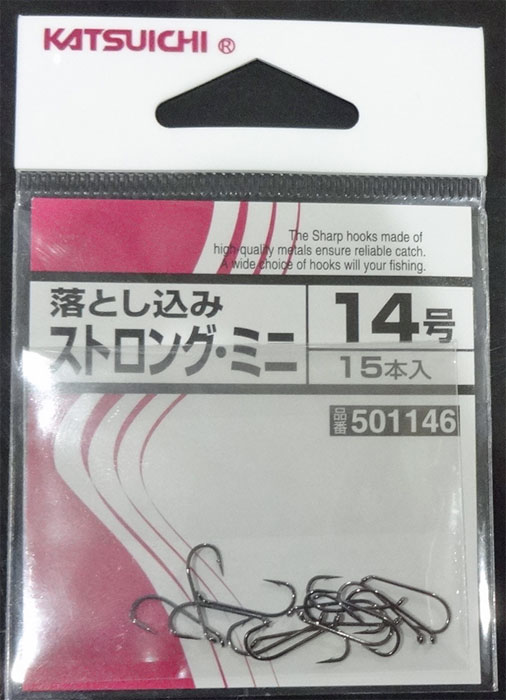 KATSUICHI ®
The Sharp hooks made of
high-quality metals ensure reliable catch.
A wide choice of hooks will your fishing.
落とし込み
ストロング・ミニ
14号
15本入
品番 501146